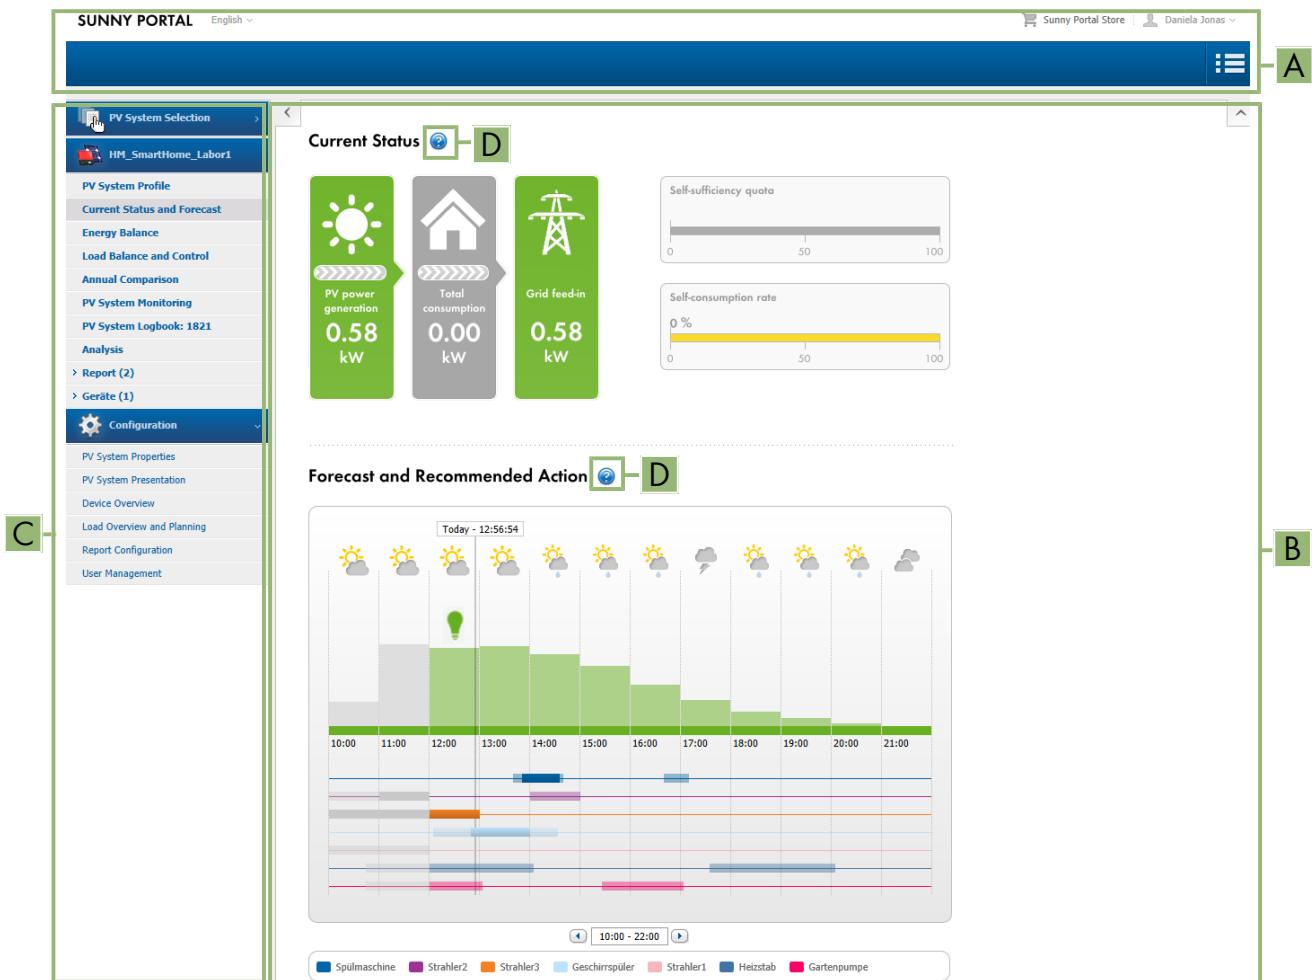 SUNNY PORTAL English Sunny Portal Store Daniela Jonas
A
PV System Selection
HM_SmartHome_Labor1
PV System Profile
Current Status and Forecast
Energy Balance
Load Balance and Control
Annual Comparison
PV System Monitoring
PV System Logbook: 1821
Analysis
Report (2)
Geräte (1)
Configuration
PV System Properties
PV System Presentation
Device Overview
Load Overview and Planning
Report Configuration
User Management
C
Current Status ? D
PV power generation
0.58
kW
Total consumption
0.00
kW
Grid feed-in
0.58
kW
Self-sufficiency quota
0 50 100
Self-consumption rate
0 %
0 50 100
Forecast and Recommended Action ? D
B
Today - 12:56:54
10:00 11:00 12:00 13:00 14:00 15:00 16:00 17:00 18:00 19:00 20:00 21:00
10:00 - 22:00
Spülmaschine Strahler2 Strahler3 Geschirrspüler Strahler1 Heizstab Gartenpumpe